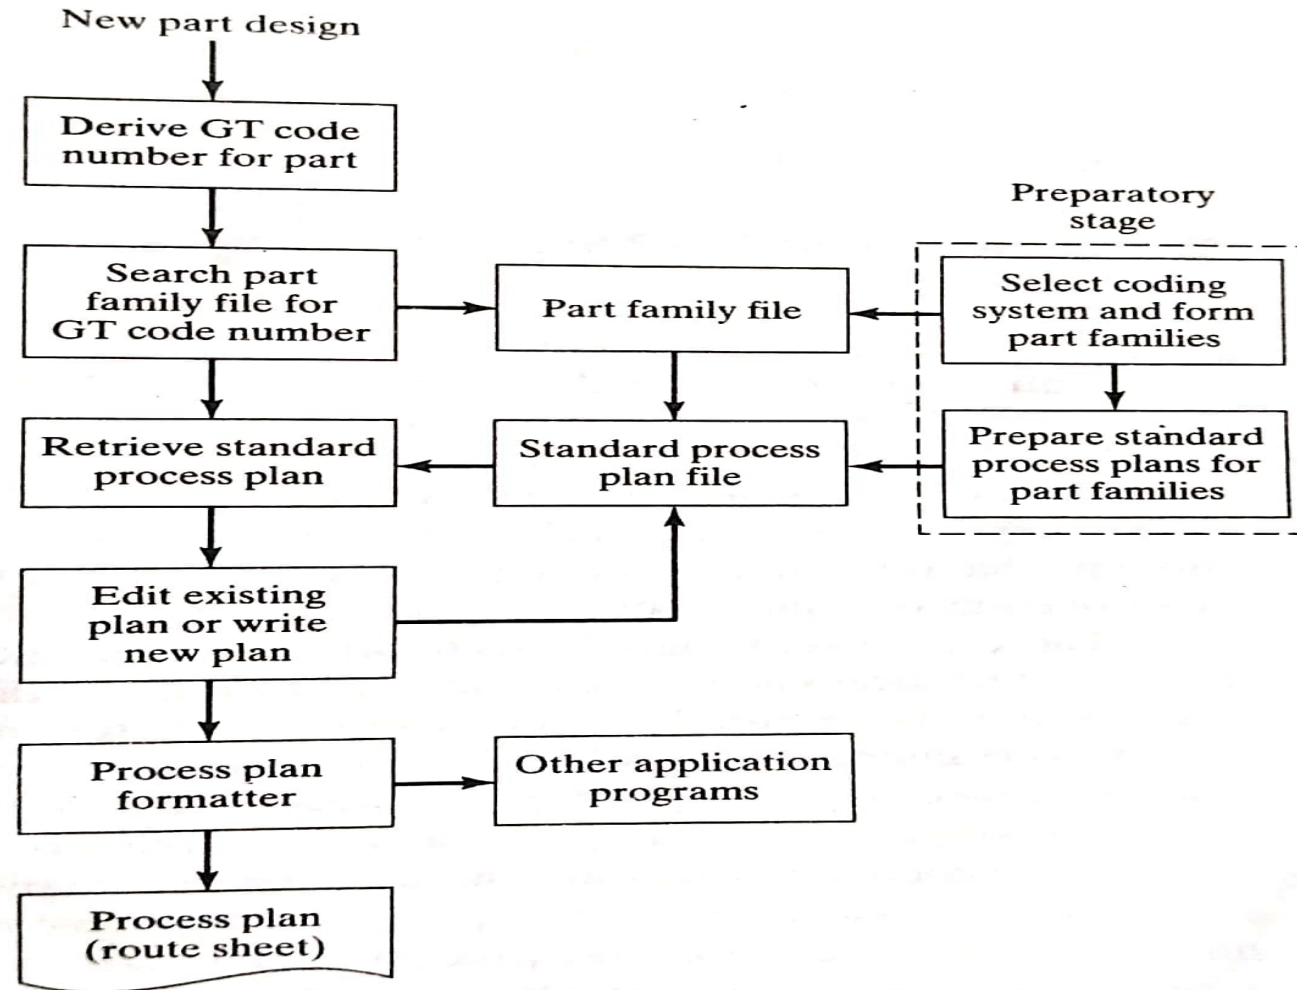 New part design
Derive GT code
number for part
Search part
family file for
GT code number
Retrieve standard
process plan
Edit existing
plan or write
new plan
Process plan
formatter
Process plan
(route sheet)
Part family file
Standard process
plan file
Other application
programs
Preparatory
stage
Select coding
system and form
part families
Prepare standard
process plans for
part families